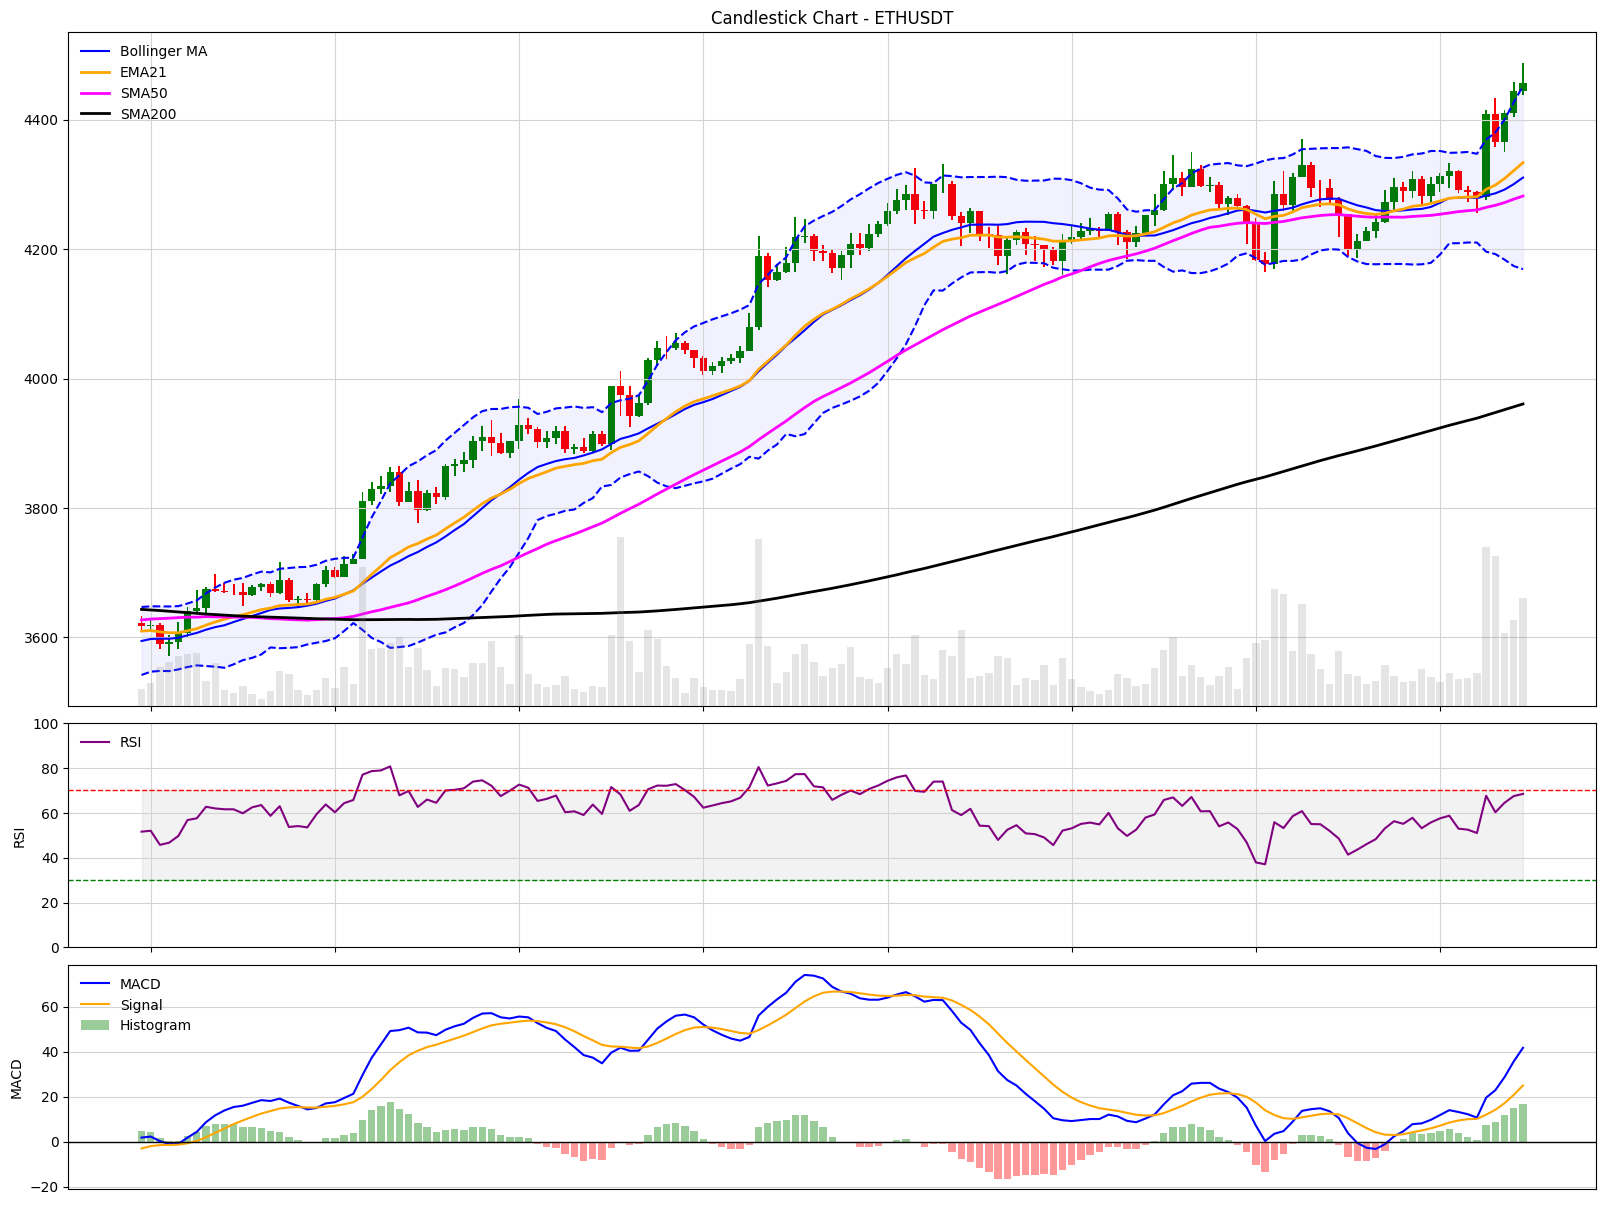 Candlestick Chart - ETHUSDT
Bollinger MA
EMA21
SMA50
SMA200
4400
4200
4000
3800
3600
100
RSI
80
60
RSI
40
20
0
MACD
Signal
Histogram
60
40
MACD
20
0
−20